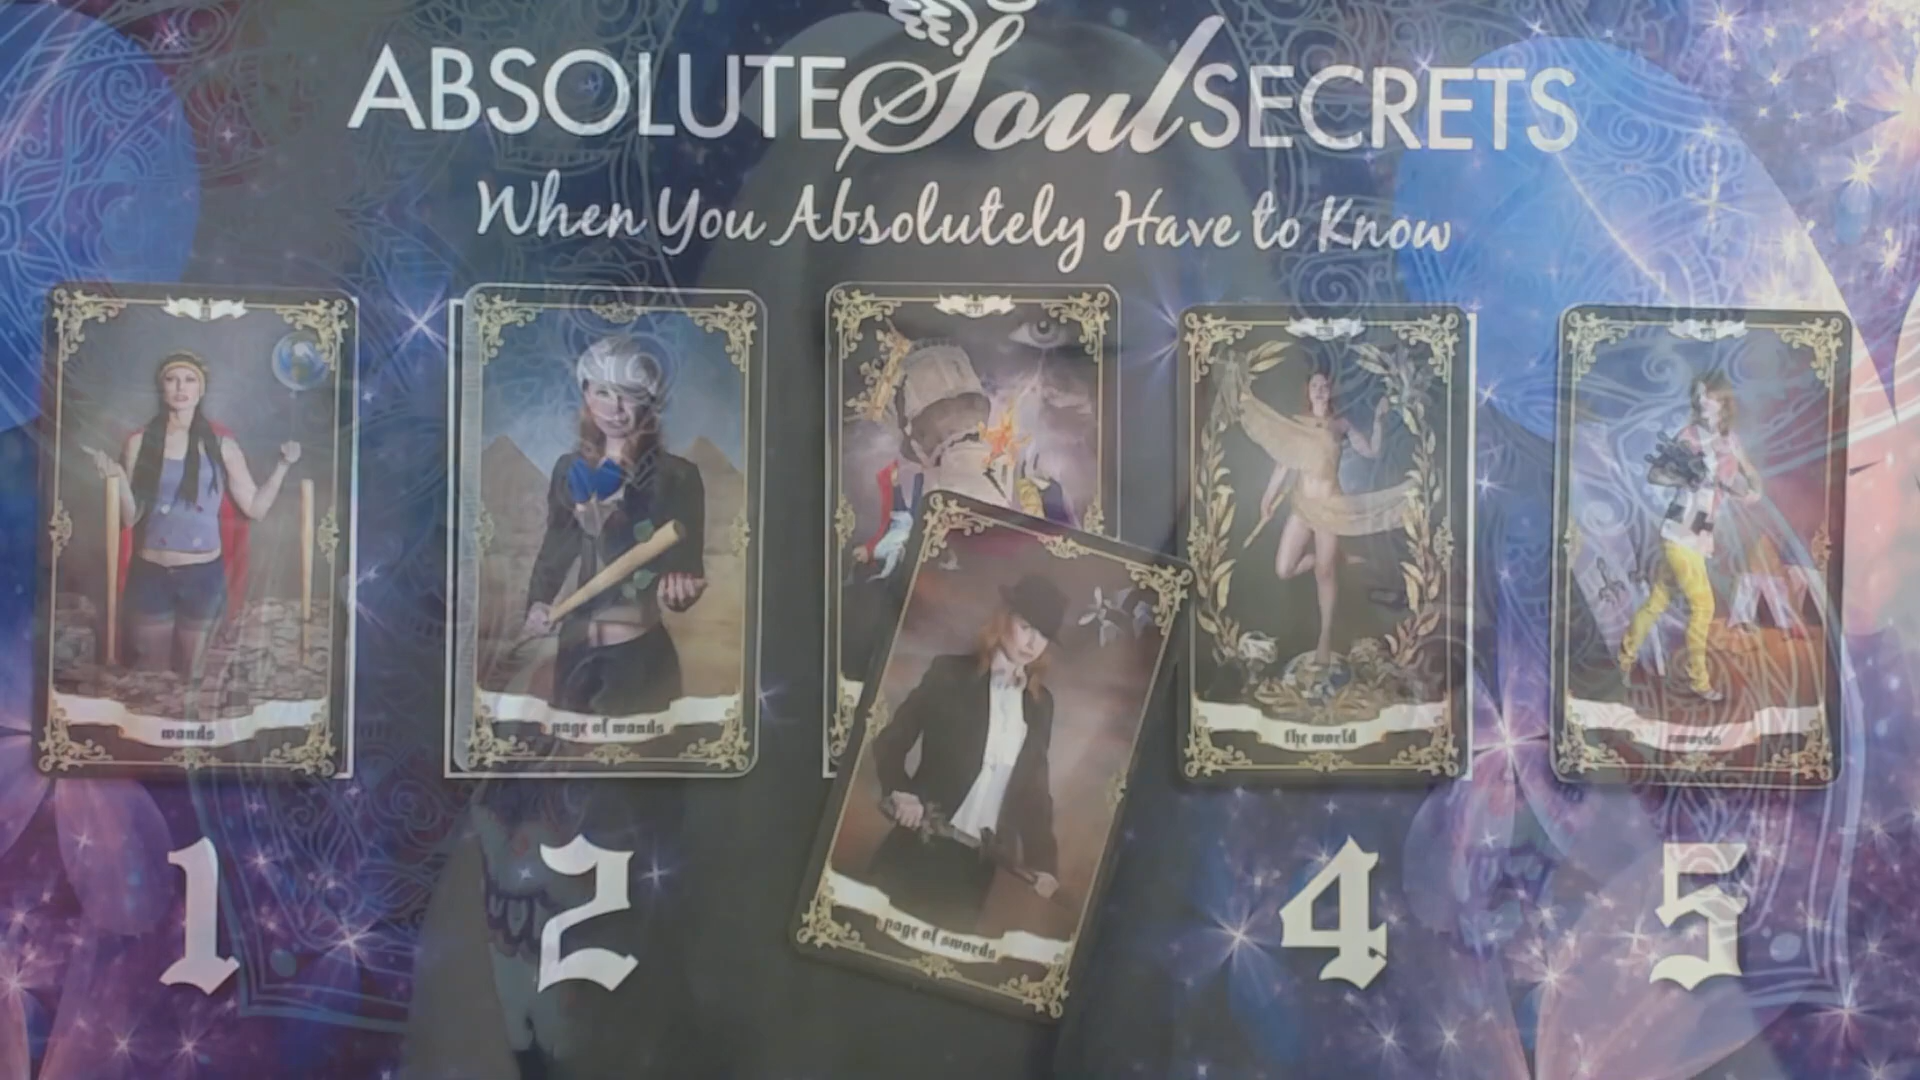 ABSOLUTE Soul SECRETS
When You Absolutely Have to Know
wands
page of wands
the world
swords
page of swords
1
2
4
5